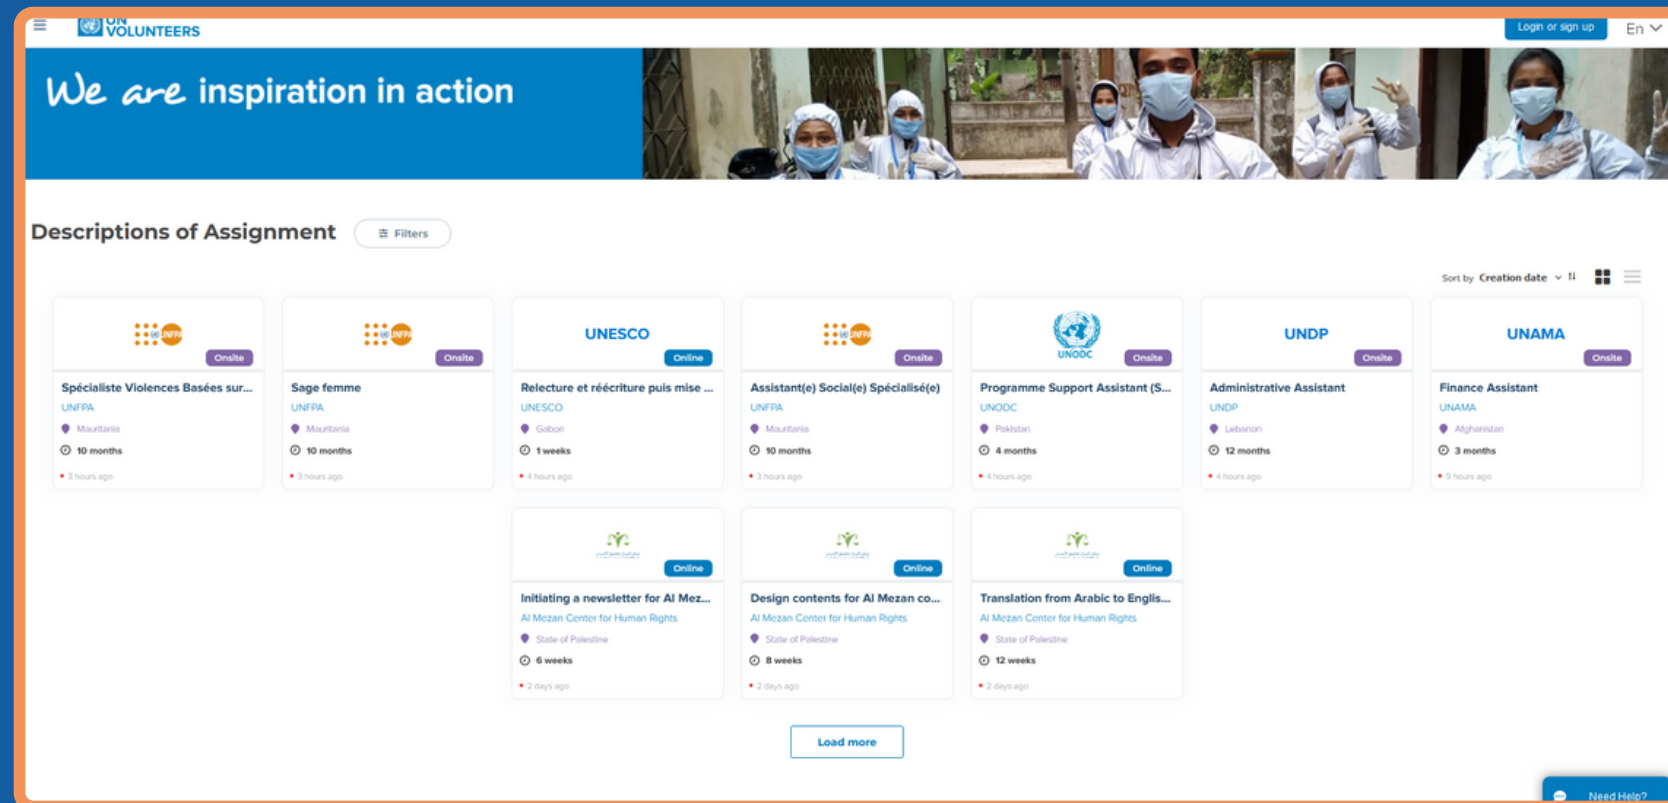 UN
VOLUNTEERS
Login or sign up
En
We are inspiration in action
Descriptions of Assignment
Filters
Sort by Creation date
UNFPA
Onsite
Spécialiste Violences Basées sur...
UNFPA
Mauritania
10 months
3 hours ago
UNFPA
Onsite
Sage femme
UNFPA
Mauritania
10 months
3 hours ago
UNESCO
Online
Relecture et réécriture puis mise ...
UNESCO
Gabon
1 weeks
4 hours ago
UNFPA
Onsite
Assistant(e) Social(e) Spécialisé(e)
UNFPA
Mauritania
10 months
3 hours ago
UNODC
Onsite
Programme Support Assistant (S...
UNODC
Pakistan
4 months
4 hours ago
UNDP
Onsite
Administrative Assistant
UNDP
Lebanon
12 months
4 hours ago
UNAMA
Onsite
Finance Assistant
UNAMA
Afghanistan
3 months
9 hours ago
Online
Initiating a newsletter for Al Mez...
Al Mezan Center for Human Rights
State of Palestine
6 weeks
2 days ago
Online
Design contents for Al Mezan co...
Al Mezan Center for Human Rights
State of Palestine
8 weeks
2 days ago
Online
Translation from Arabic to Englis...
Al Mezan Center for Human Rights
State of Palestine
12 weeks
2 days ago
Load more
Need Help?